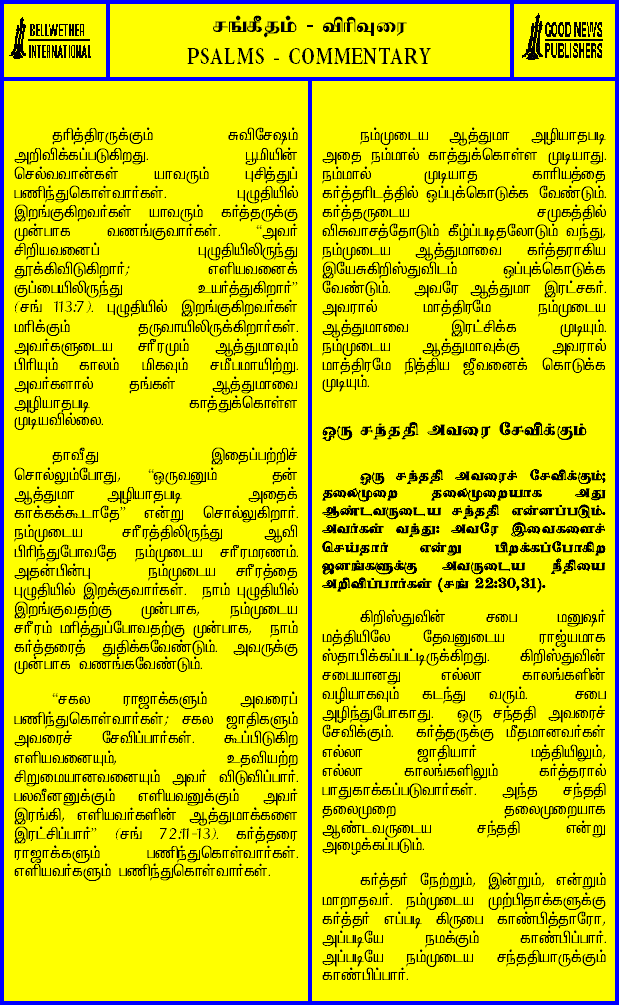 BELLWETHER
INTERNATIONAL
சங்கீதம் - விரிவுரை
PSALMS - COMMENTARY
GOOD NEWS
PUBLISHERS
தரித்திரருக்கும் சுவிசேஷம்
அறிவிக்கப்படுகிறது. பூமியின்
செல்வவான்கள் யாவரும் புசித்துப்
பணிந்துகொள்வார்கள். புழுதியில்
இறங்குகிறவர்கள் யாவரும் கர்த்தருக்கு
முன்பாக வணங்குவார்கள். “அவர்
சிறியவனைப் புழுதியிலிருந்து
தூக்கிவிடுகிறார்; எளியவனைக்
குப்பையிலிருந்து உயர்த்துகிறார்”
(சங் 113:7). புழுதியில் இறங்குகிறவர்கள்
மரிக்கும் தருவாயிலிருக்கிறார்கள்.
அவர்களுடைய சரீரமும் ஆத்துமாவும்
பிரியும் காலம் மிகவும் சமீபமாயிற்று.
அவர்களால் தங்கள் ஆத்துமாவை
அழியாதபடி காத்துக்கொள்ள
முடியவில்லை.
தாவீது இதைப்பற்றிச்
சொல்லும்போது, “ஒருவனும் தன்
ஆத்துமா அழியாதபடி அதைக்
காக்கக்கூடாதே” என்று சொல்லுகிறார்.
நம்முடைய சரீரத்திலிருந்து ஆவி
பிரிந்துபோவதே நம்முடைய சரீரமரணம்.
அதன்பின்பு நம்முடைய சரீரத்தை
புழுதியில் இறக்குவார்கள். நாம் புழுதியில்
இறங்குவதற்கு முன்பாக, நம்முடைய
சரீரம் மரித்துப்போவதற்கு முன்பாக, நாம்
கர்த்தரைத் துதிக்கவேண்டும். அவருக்கு
முன்பாக வணங்கவேண்டும்.
“சகல ராஜாக்களும் அவரைப்
பணிந்துகொள்வார்கள்; சகல ஜாதிகளும்
அவரைச் சேவிப்பார்கள். கூப்பிடுகிற
எளியவனையும், உதவியற்ற
சிறுமையானவனையும் அவர் விடுவிப்பார்.
பலவீனனுக்கும் எளியவனுக்கும் அவர்
இரங்கி, எளியவர்களின் ஆத்துமாக்களை
இரட்சிப்பார்” (சங் 72:11-13). கர்த்தரை
ராஜாக்களும் பணிந்துகொள்வார்கள்.
எளியவர்களும் பணிந்துகொள்வார்கள்.
நம்முடைய ஆத்துமா அழியாதபடி
அதை நம்மால் காத்துக்கொள்ள முடியாது.
நம்மால் முடியாத காரியத்தை
கர்த்தரிடத்தில் ஒப்புக்கொடுக்க வேண்டும்.
கர்த்தருடைய சமுகத்தில்
விசுவாசத்தோடும் கீழ்ப்படிதலோடும் வந்து,
நம்முடைய ஆத்துமாவை கர்த்தராகிய
இயேசுகிறிஸ்துவிடம் ஒப்புக்கொடுக்க
வேண்டும். அவரே ஆத்துமா இரட்சகர்.
அவரால் மாத்திரமே நம்முடைய
ஆத்துமாவை இரட்சிக்க முடியும்.
நம்முடைய ஆத்துமாவுக்கு அவரால்
மாத்திரமே நித்திய ஜீவனைக் கொடுக்க
முடியும்.
ஒரு சந்ததி அவரை சேவிக்கும்
ஒரு சந்ததி அவரைச் சேவிக்கும்;
தலைமுறை தலைமுறையாக அது
ஆண்டவருடைய சந்ததி என்னப்படும்.
அவர்கள் வந்து: அவரே இவைகளைச்
செய்தார் என்று பிறக்கப்போகிற
ஜனங்களுக்கு அவருடைய நீதியை
அறிவிப்பார்கள் (சங் 22:30,31).
கிறிஸ்துவின் சபை மனுஷர்
மத்தியிலே தேவனுடைய ராஜ்யமாக
ஸ்தாபிக்கப்பட்டிருக்கிறது. கிறிஸ்துவின்
சபையானது எல்லா காலங்களின்
வழியாகவும் கடந்து வரும். சபை
அழிந்துபோகாது. ஒரு சந்ததி அவரைச்
சேவிக்கும். கர்த்தருக்கு மீதமானவர்கள்
எல்லா ஜாதியார் மத்தியிலும்,
எல்லா காலங்களிலும் கர்த்தரால்
பாதுகாக்கப்படுவார்கள். அந்த சந்ததி
தலைமுறை தலைமுறையாக
ஆண்டவருடைய சந்ததி என்று
அழைக்கப்படும்.
கர்த்தர் நேற்றும், இன்றும், என்றும்
மாறாதவர். நம்முடைய முற்பிதாக்களுக்கு
கர்த்தர் எப்படி கிருபை காண்பித்தாரோ,
அப்படியே நமக்கும் காண்பிப்பார்.
அப்படியே நம்முடைய சந்ததியாருக்கும்
காண்பிப்பார்.